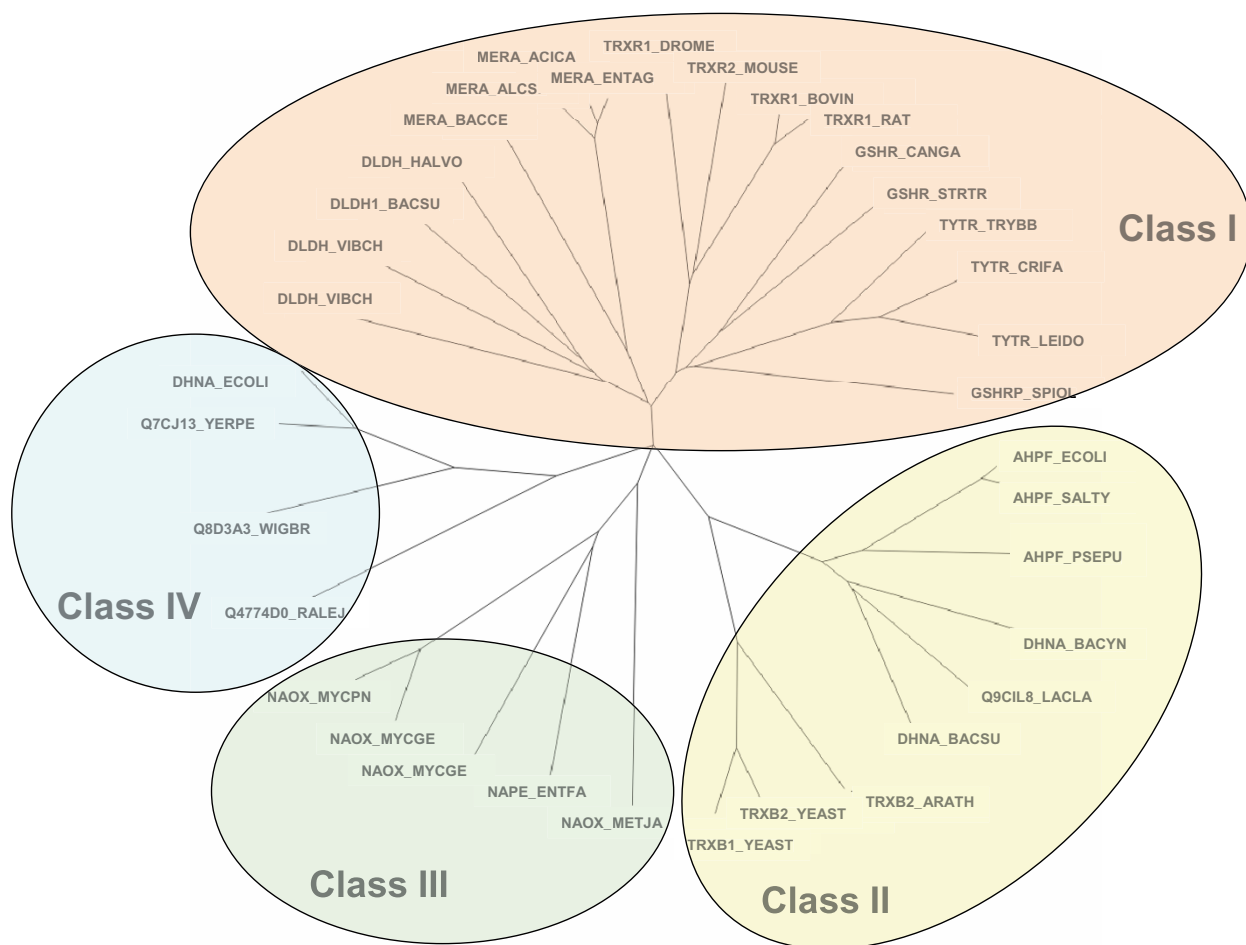 TRXR1_DROME
MERA_ACICA
TRXR2_MOUSE
MERA_ENTAG
MERA_ALCS
TRXR1_BOVIN
MERA_BACCE
TRXR1_RAT
GSHR_CANGA
DLDH_HALVO
GSHR_STRTR
DLDH1_BACSU
TYTR_TRYBB
Class I
DLDH_VIBCH
TYTR_CRIFA
DLDH_VIBCH
TYTR_LEIDO
DHNA_ECOLI
GSHRP_SPIOL
Q7CJ13_YERPE
AHPF_ECOLI
AHPF_SALTY
Q8D3A3_WIGBR
AHPF_PSEPU
Class IV
Q4774D0_RALEJ
DHNA_BACYN
NAOX_MYCPN
Q9CIL8_LACLA
NAOX_MYCGE
DHNA_BACSU
NAOX_MYCGE
NAPE_ENTFA
TRXB2_ARATH
TRXB2_YEAST
NAOX_METJA
TRXB1_YEAST
Class III
Class II